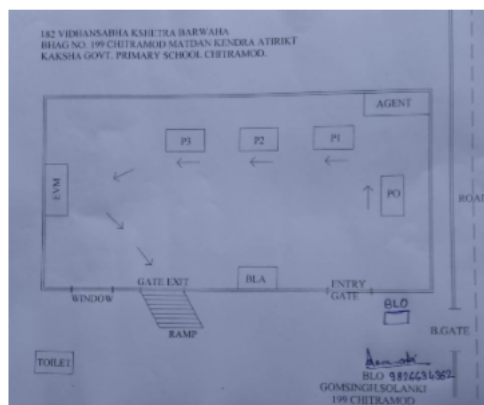 182 VIDHANSABHA KSHETRA BARWAHA
BHAG NO. 199 CHITRAMOD MATDAN KENDRA ATIRIKT
KAKSHA GOVT. PRIMARY SCHOOL CHITRAMOD.
AGENT
P3 P2 P1
EVM
PO
ROAD
GATE EXIT
BLA
ENTRY
GATE
WINDOW
BLO
RAMP
B.GATE
TOILET
BLO 9826694362
GOMSINGH.SOLANKI
199 CHITRAMOD